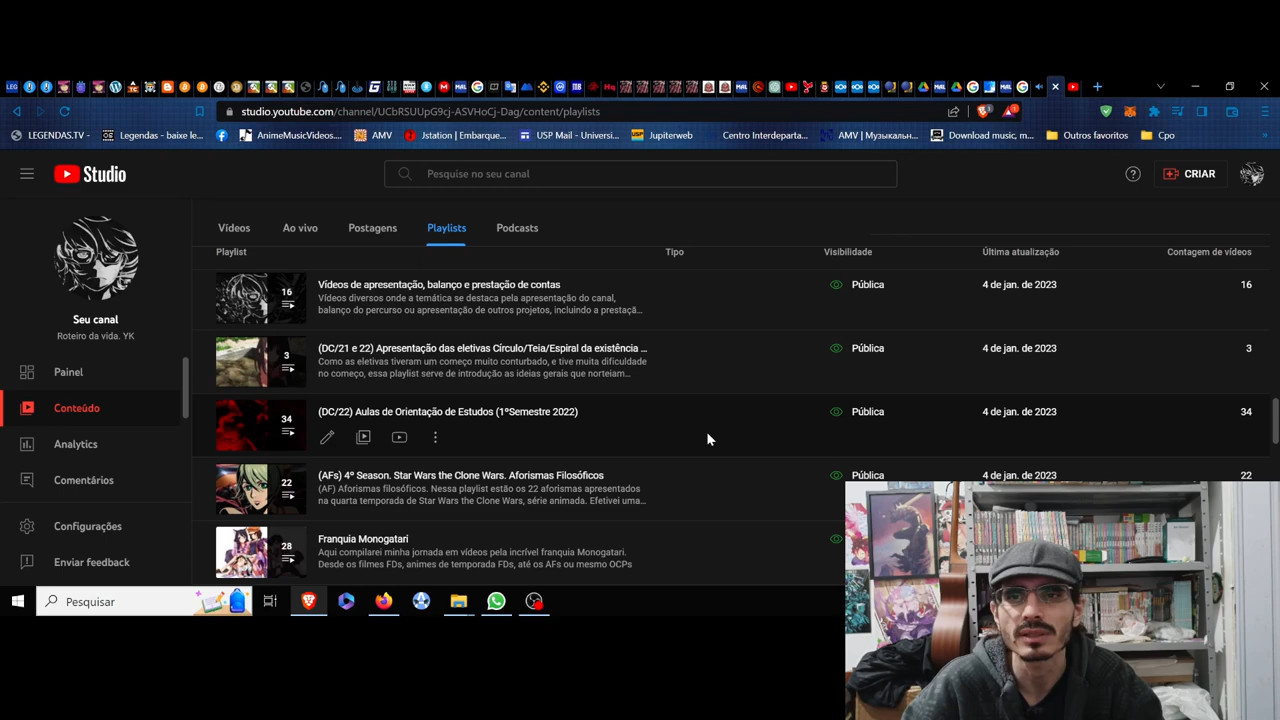 studio.youtube.com/channel/UCbRSUUpG9cj-ASVHoCj-Dag/content/playlists
LEGENDAS.TV -
Legendas - baixe le...
AnimeMusicVideos....
AMV
Jstation | Embarque...
USP Mail - Universi...
Jupiterweb
Centro Interdeparta...
AMV | Музыкальн...
Download music, m...
Outros favoritos
Cpo
Studio
Pesquise no seu canal
CRIAR
Vídeos
Ao vivo
Postagens
Playlists
Podcasts
Playlist
Tipo
Visibilidade
Última atualização
Contagem de vídeos
16
Vídeos de apresentação, balanço e prestação de contas
Vídeos diversos onde a temática se destaca pela apresentação do canal,
balanço do percurso ou apresentação de outros projetos, incluindo a prestaçã...
Pública
4 de jan. de 2023
16
3
(DC/21 e 22) Apresentação das eletivas Círculo/Teia/Espiral da existência ...
Como as eletivas tiveram um começo muito conturbado, e tive muita dificuldade
no começo, essa playlist serve de introdução as ideias gerais que norteiam...
Pública
4 de jan. de 2023
3
34
(DC/22) Aulas de Orientação de Estudos (1ºSemestre 2022)
Pública
4 de jan. de 2023
34
22
(AFs) 4º Season. Star Wars the Clone Wars. Aforismas Filosóficos
(AF) Aforismas filosóficos. Nessa playlist estão os 22 aforismas apresentados
na quarta temporada de Star Wars the Clone Wars, série animada. Efetivei uma...
Pública
4 de jan. de 2023
22
28
Franquia Monogatari
Aqui compilarei minha jornada em vídeos pela incrível franquia Monogatari.
Desde os filmes FDs, animes de temporada FDs, até os AFs ou mesmo OCPs
Seu canal
Roteiro da vida. YK
Painel
Conteúdo
Analytics
Comentários
Configurações
Enviar feedback
Pesquisar